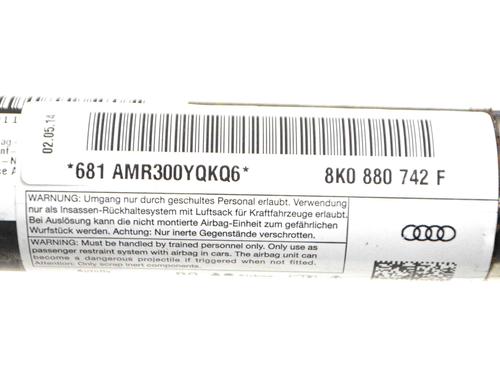 02.05.14
*681 AMR300YQKQ6*
8K0 880 742 F
WARNUNG: Umgang nur durch geschultes Personal erlaubt. Verwendung
nur als Insassen-Rückhaltesystem mit Luftsack für Kraftfahrzeuge erlaubt.
Bei Auslösung kann die nicht montierte Airbag-Einheit zum gefährlichen
Wurfstück werden. Achtung: Nur inerte Gegenstände verschrotten.
WARNING: Must be handled by trained personnel only. Only use as
passenger restraint system with airbag in cars. The airbag unit can
become a dangerous projectile if triggered when not fitted.
Attention: Only scrap inert components.